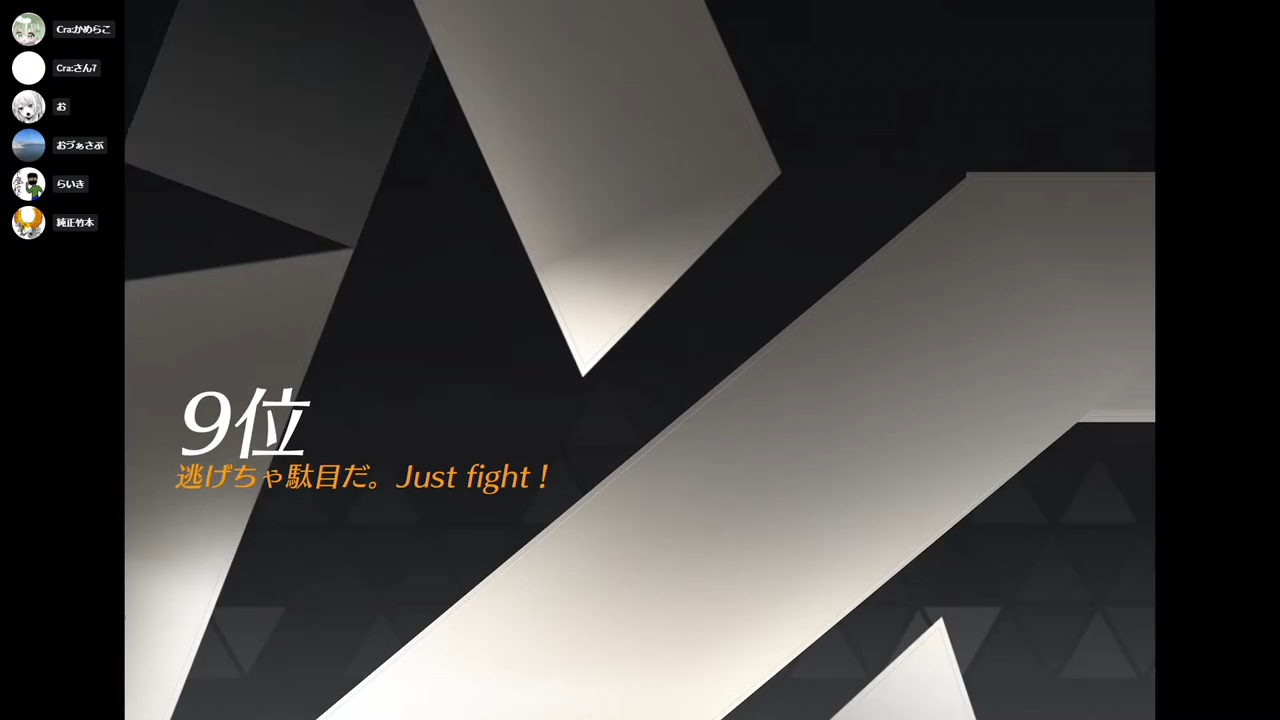 Cra:かめらこ
Cra:さん7
お
おヴぁさぶ
らいき
純正竹本
9位
逃げちゃ駄目だ。Just fight !